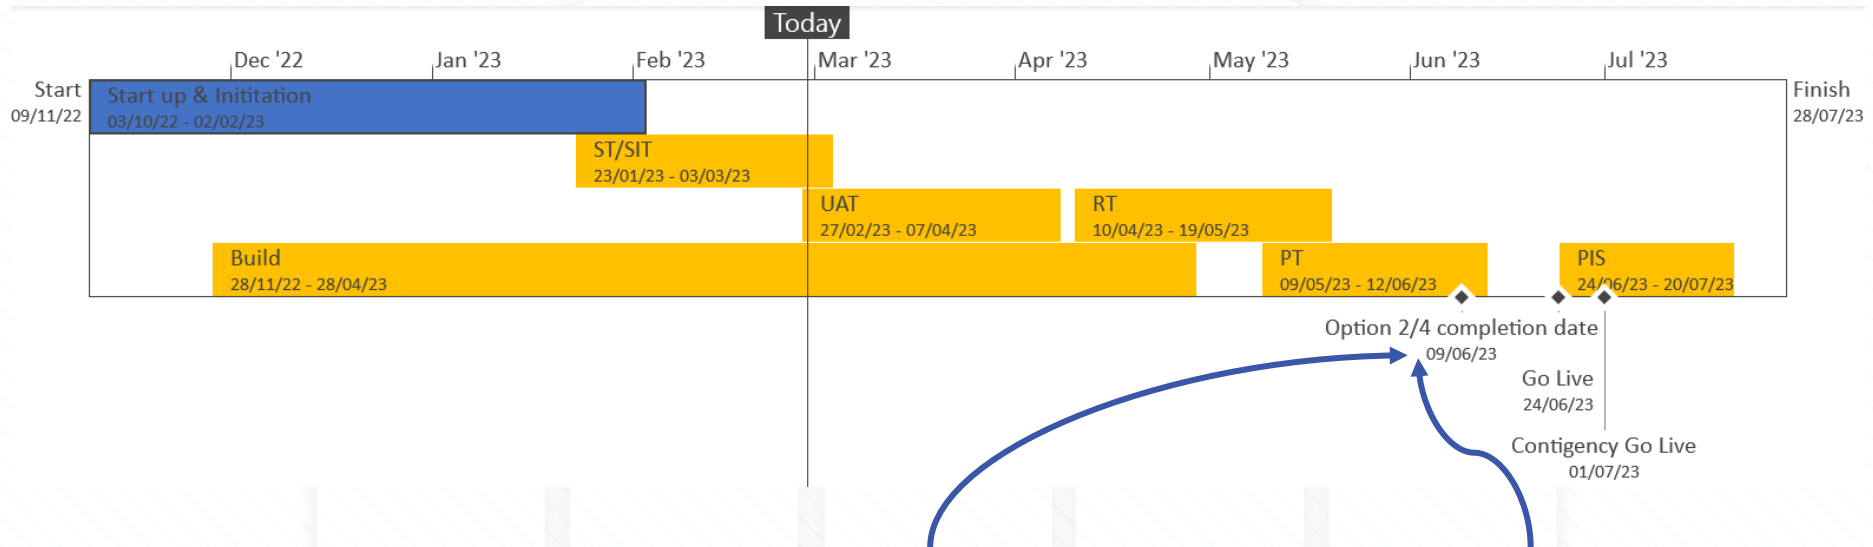 Today
Dec '22
Jan '23
Feb '23
Mar '23
Apr '23
May '23
Jun '23
Jul '23
Start
09/11/22
Finish
28/07/23
Start up & Inititation
03/10/22 - 02/02/23
ST/SIT
23/01/23 - 03/03/23
UAT
27/02/23 - 07/04/23
RT
10/04/23 - 19/05/23
Build
28/11/22 - 28/04/23
PT
09/05/23 - 12/06/23
PIS
24/06/23 - 20/07/23
Option 2/4 completion date
09/06/23
Go Live
24/06/23
Contigency Go Live
01/07/23